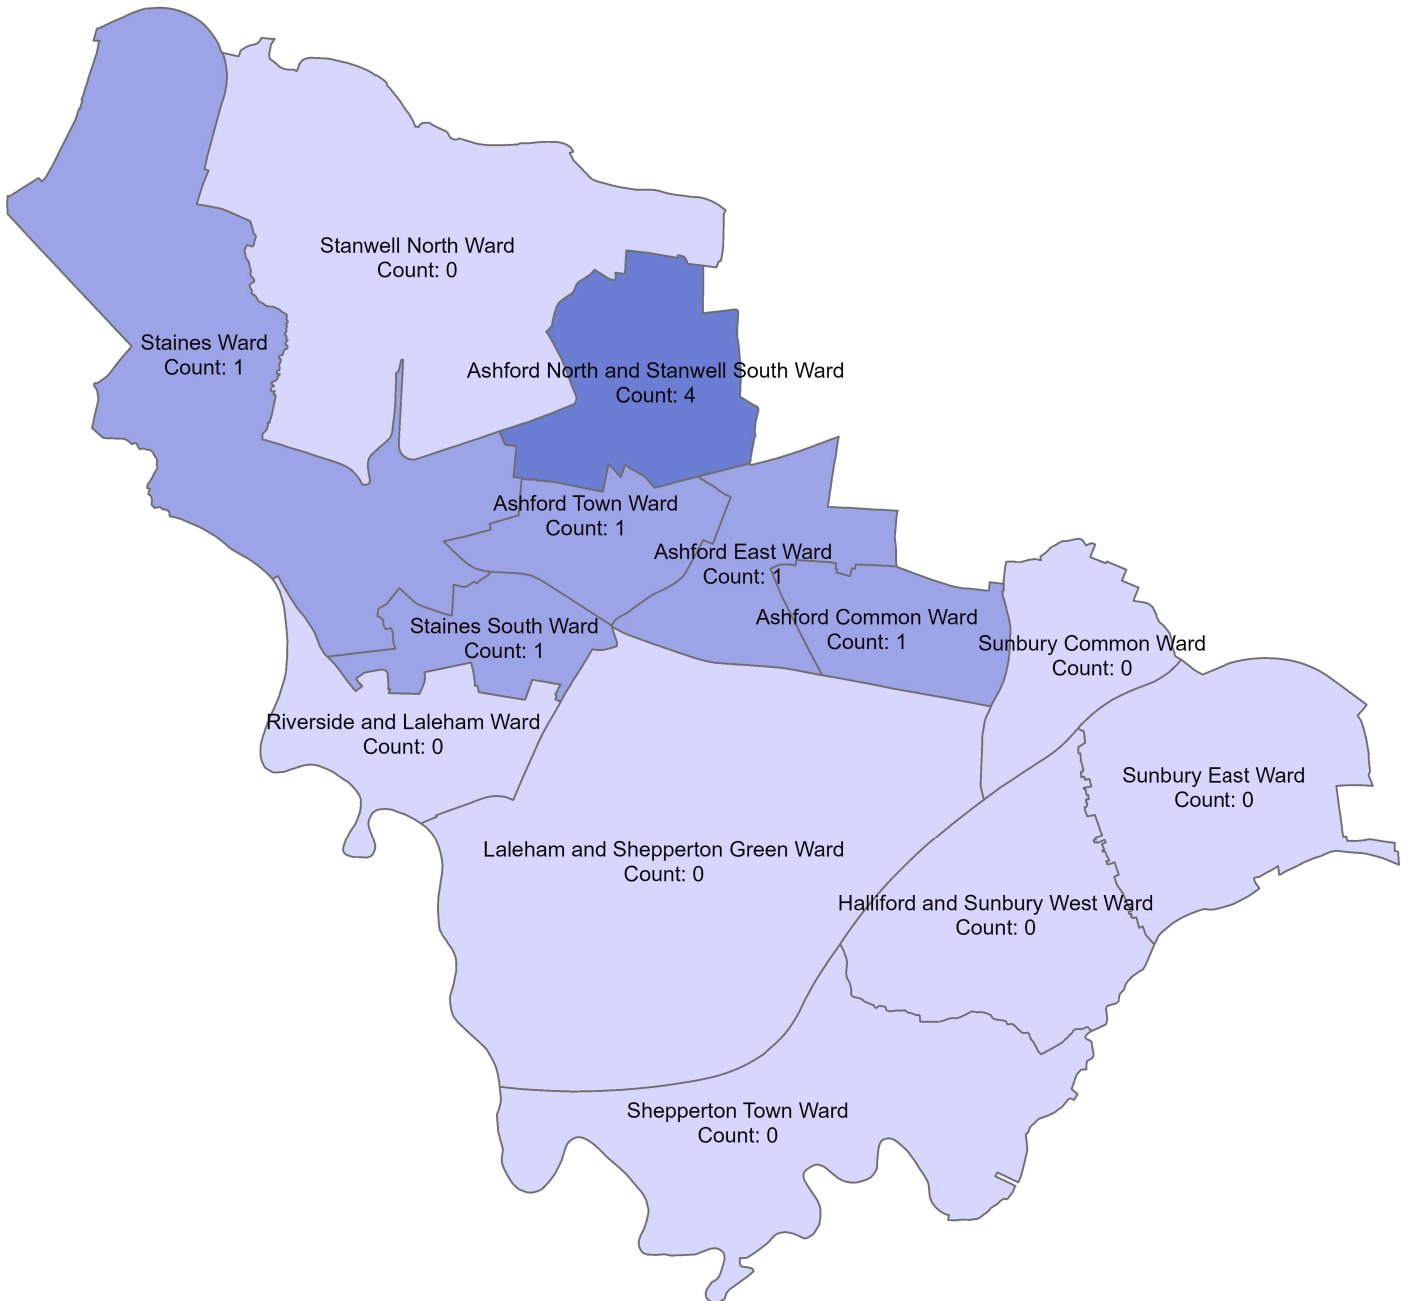 Stanwell North Ward
Count: 0
Staines Ward
Count: 1
Ashford North and Stanwell South Ward
Count: 4
Ashford Town Ward
Count: 1
Ashford East Ward
Count: 1
Ashford Common Ward
Count: 1
Staines South Ward
Count: 1
Sunbury Common Ward
Count: 0
Riverside and Laleham Ward
Count: 0
Sunbury East Ward
Count: 0
Laleham and Shepperton Green Ward
Count: 0
Halliford and Sunbury West Ward
Count: 0
Shepperton Town Ward
Count: 0